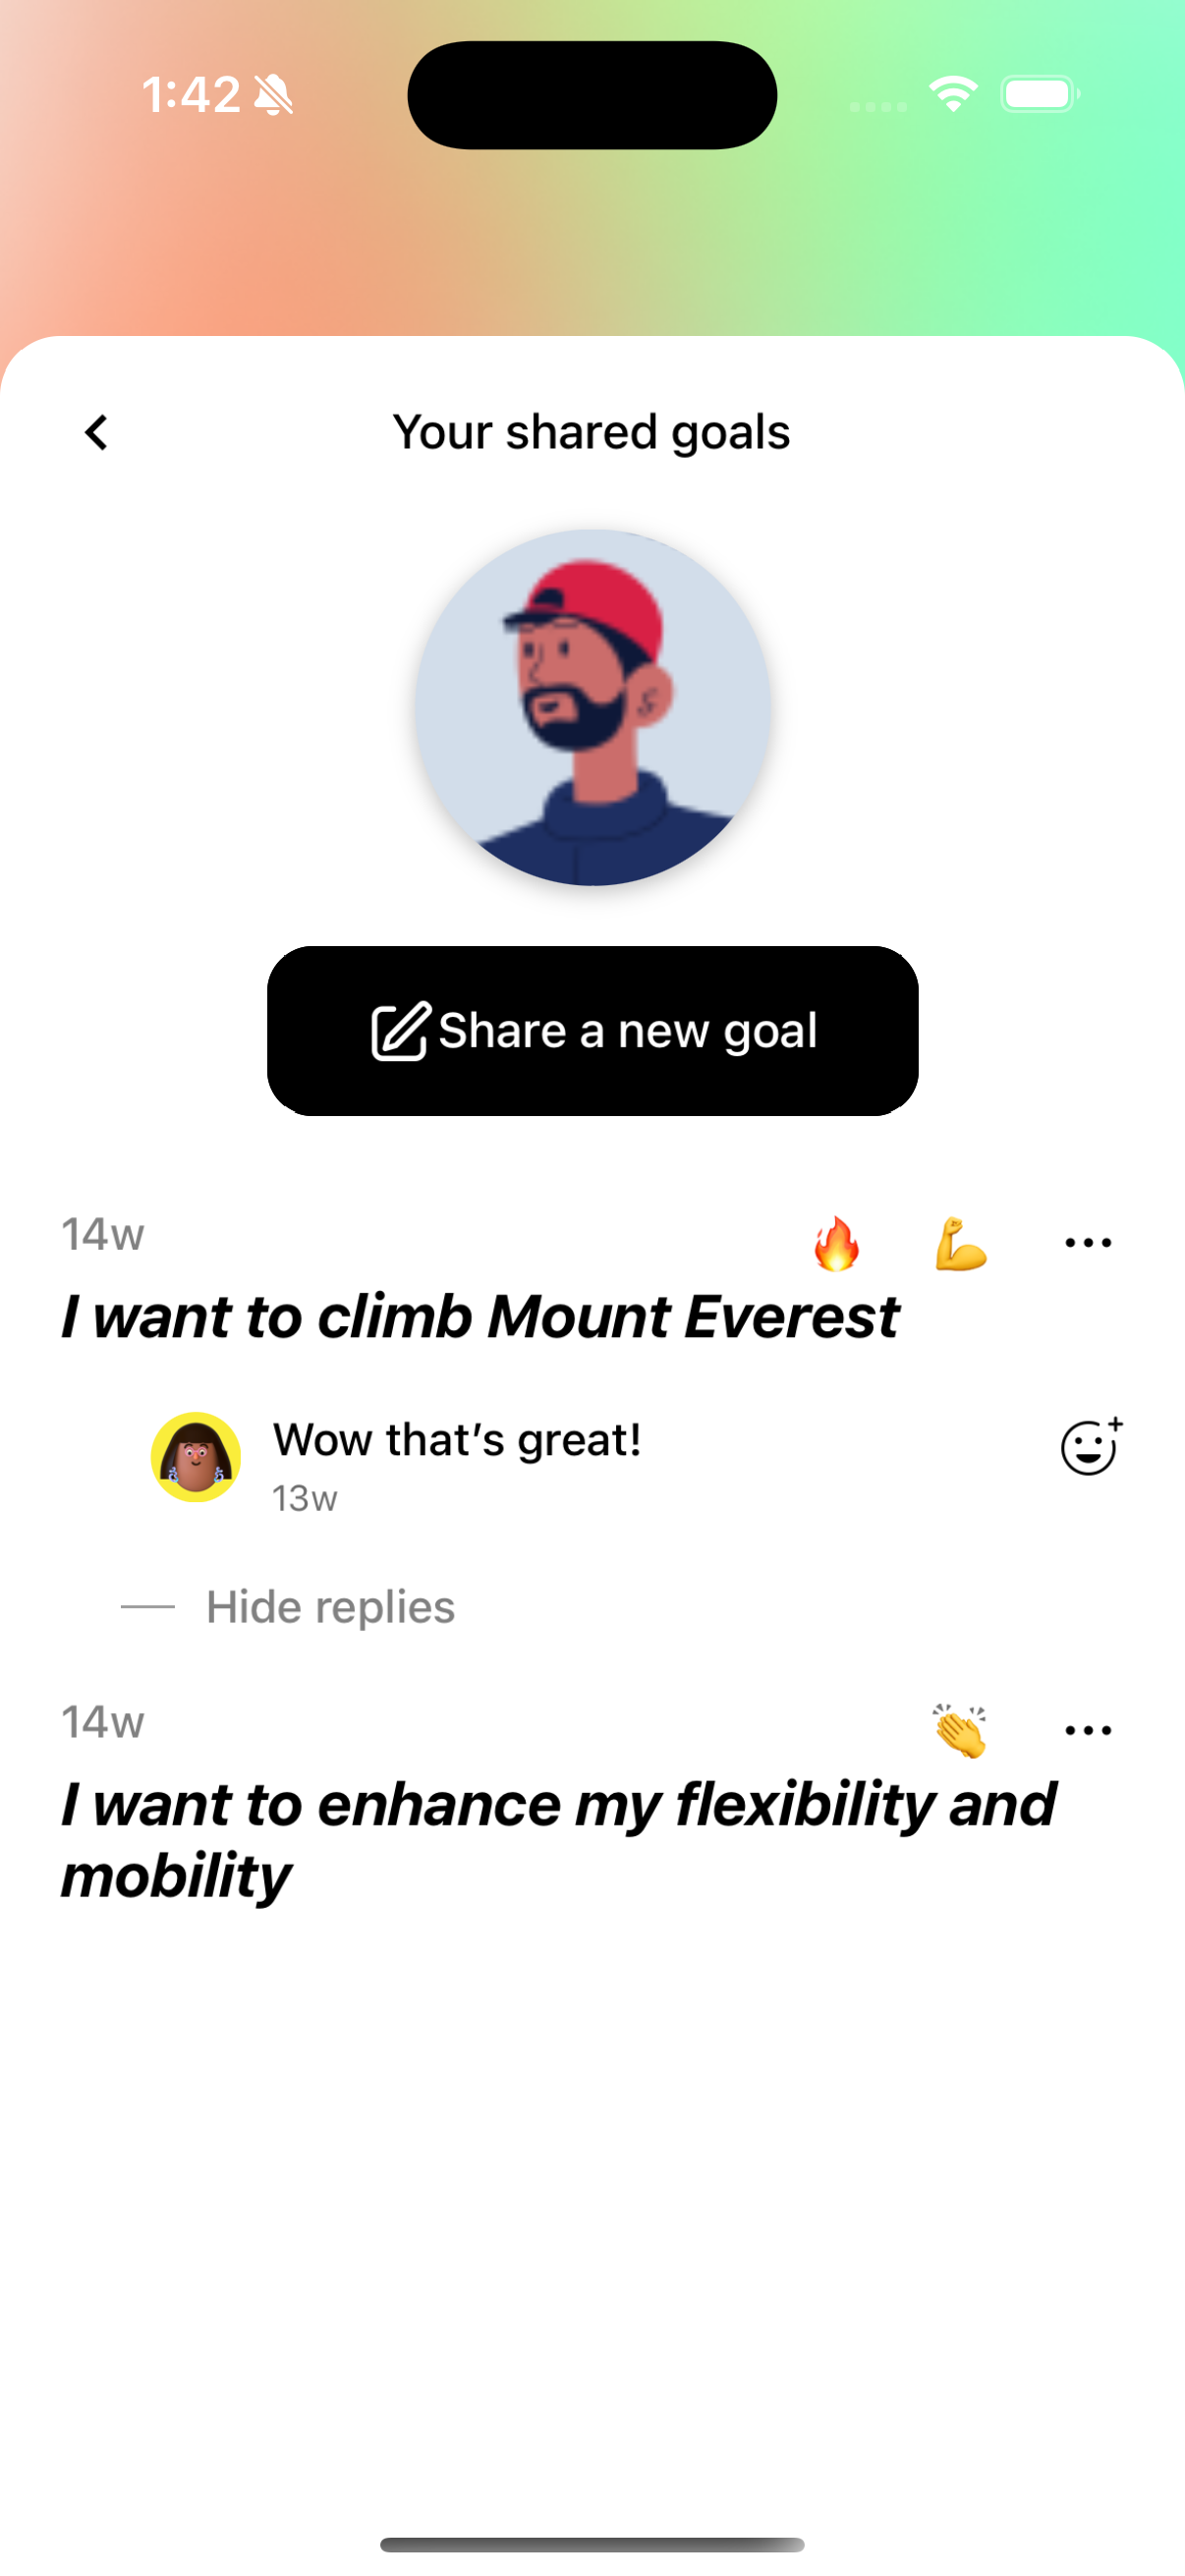 1:42
Your shared goals
Share a new goal
14w
I want to climb Mount Everest
Wow that's great!
13w
Hide replies
14w
I want to enhance my flexibility and
mobility